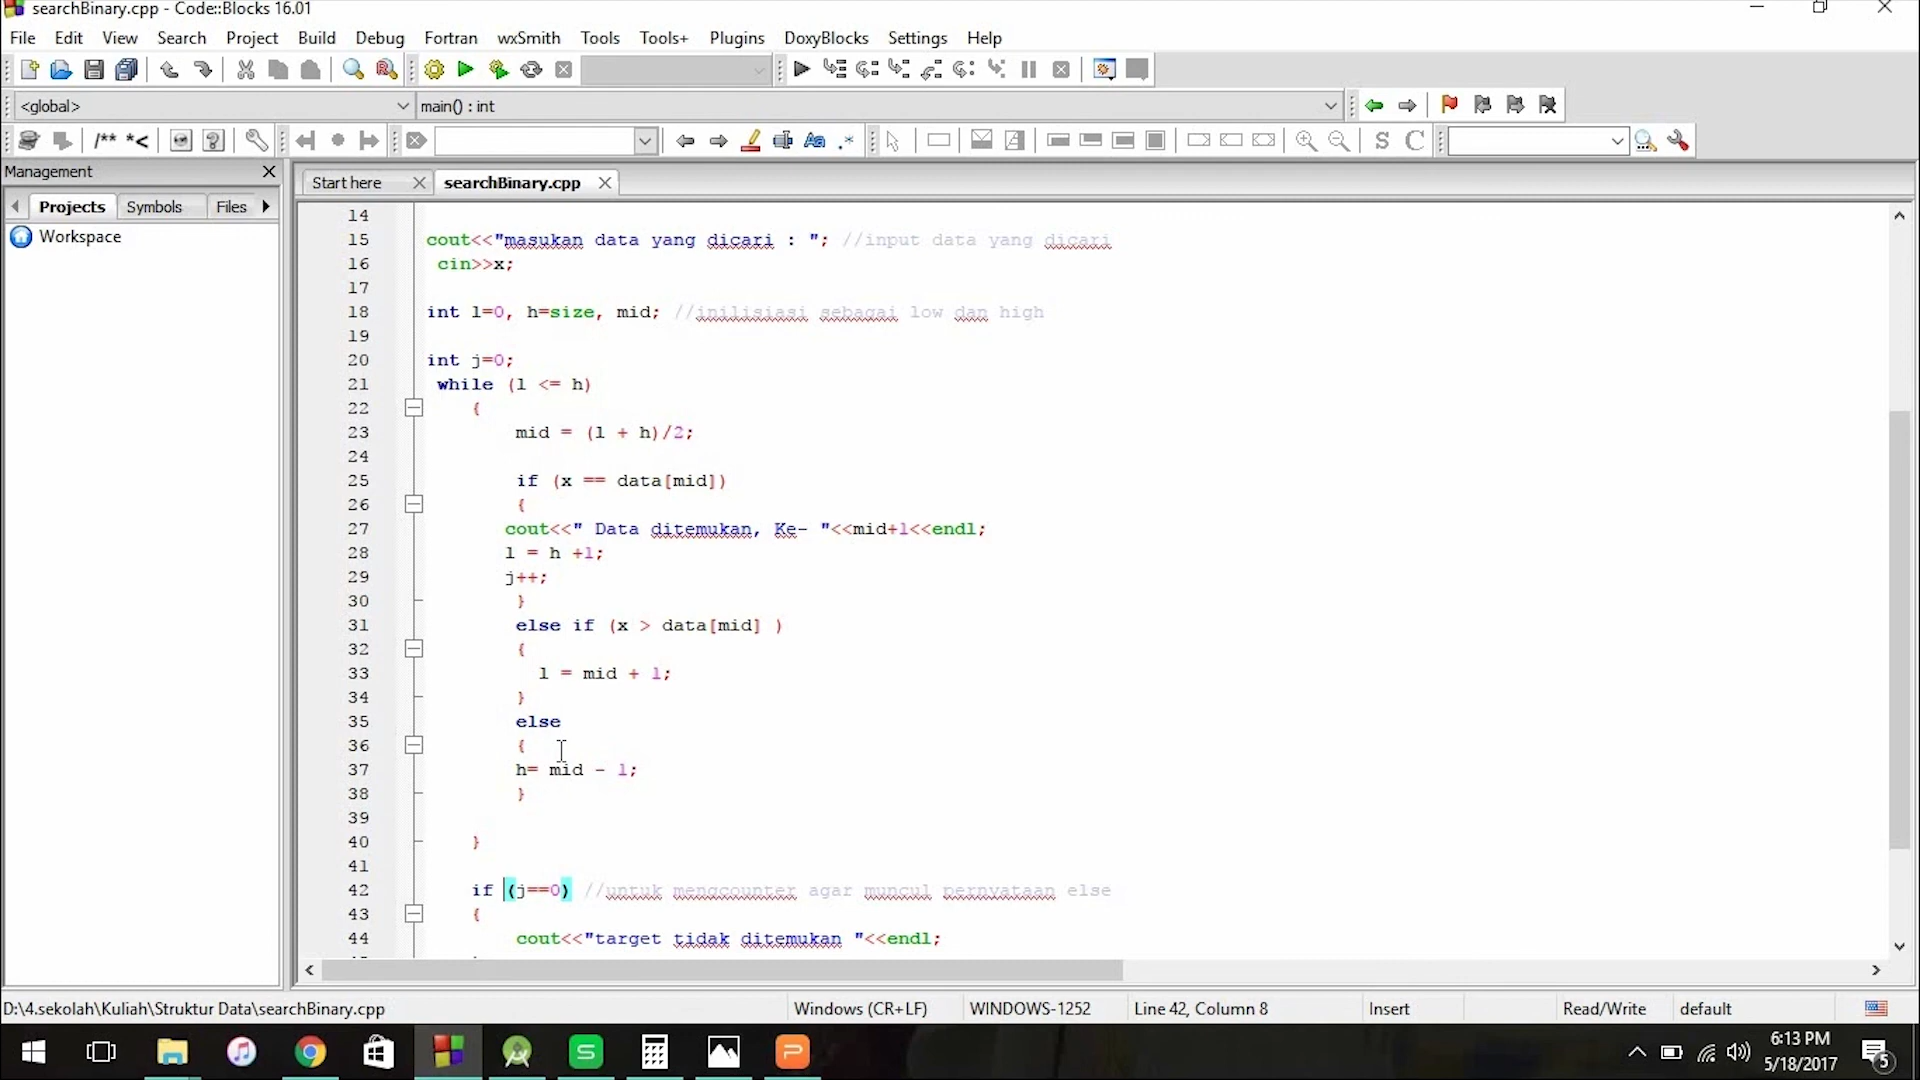 searchBinary.cpp - Code::Blocks 16.01
File Edit View Search Project Build Debug Fortran wxSmith Tools Tools+ Plugins DoxyBlocks Settings Help
<global> main() : int
/** *<
S C
Management
Start here searchBinary.cpp
Projects Symbols Files
Workspace
14
15 cout<<"masukan data yang dicari : "; //input data yang dicari
16 cin>>x;
17
18 int l=0, h=size, mid; //inilisiasi sebagai low dan high
19
20 int j=0;
21 while (l <= h)
22 {
23 mid = (l + h)/2;
24
25 if (x == data[mid])
26 {
27 cout<<" Data ditemukan, Ke- "<<mid+1<<endl;
28 l = h +1;
29 j++;
30 }
31 else if (x > data[mid] )
32 {
33 l = mid + 1;
34 }
35 else
36 {
37 h= mid - 1;
38 }
39
40 }
41
42 if (j==0) //untuk mengcounter agar muncul pernyataan else
43 {
44 cout<<"target tidak ditemukan "<<endl;
D:\4.sekolah\Kuliah\Struktur Data\searchBinary.cpp Windows (CR+LF) WINDOWS-1252 Line 42, Column 8 Insert Read/Write default
6:13 PM
5/18/2017
5